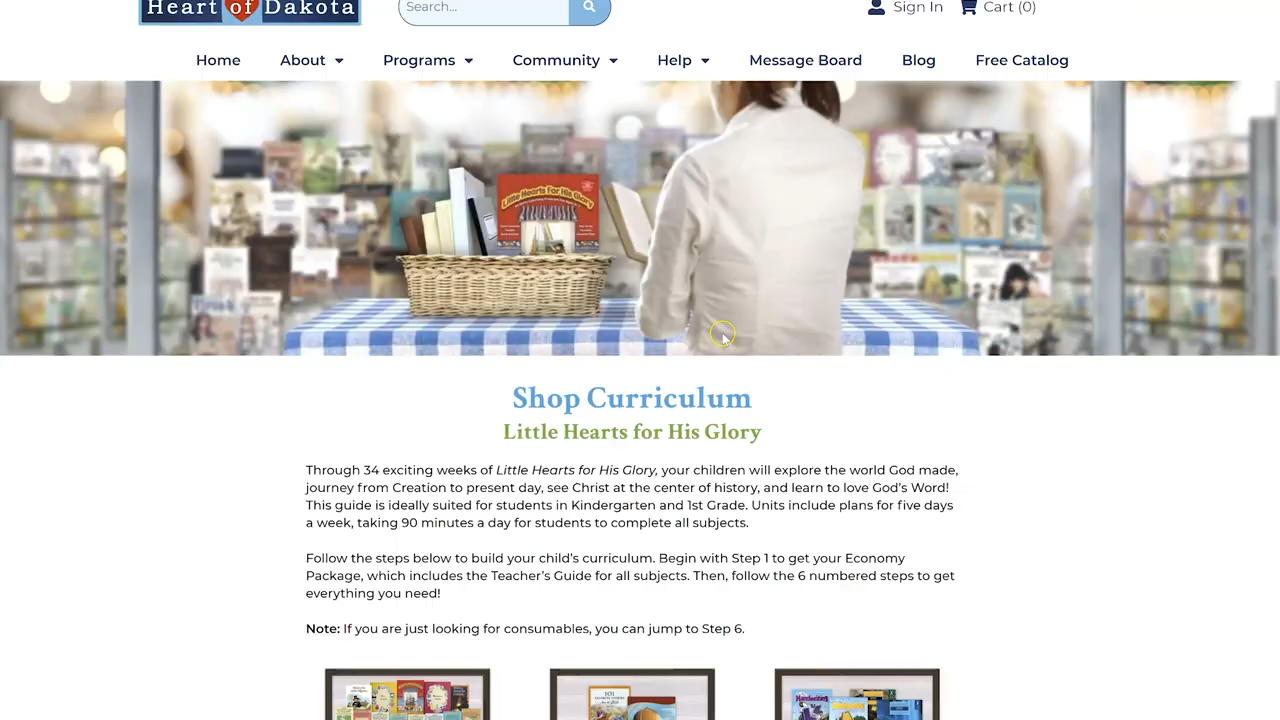 Heart of Dakota
Search...
Sign In
Cart (0)
Home
About
Programs
Community
Help
Message Board
Blog
Free Catalog
Little Hearts For His Glory
Shop Curriculum
Little Hearts for His Glory
Through 34 exciting weeks of Little Hearts for His Glory, your children will explore the world God made,
journey from Creation to present day, see Christ at the center of history, and learn to love God's Word!
This guide is ideally suited for students in Kindergarten and 1st Grade. Units include plans for five days
a week, taking 90 minutes a day for students to complete all subjects.
Follow the steps below to build your child's curriculum. Begin with Step 1 to get your Economy
Package, which includes the Teacher's Guide for all subjects. Then, follow the 6 numbered steps to get
everything you need!
Note: If you are just looking for consumables, you can jump to Step 6.